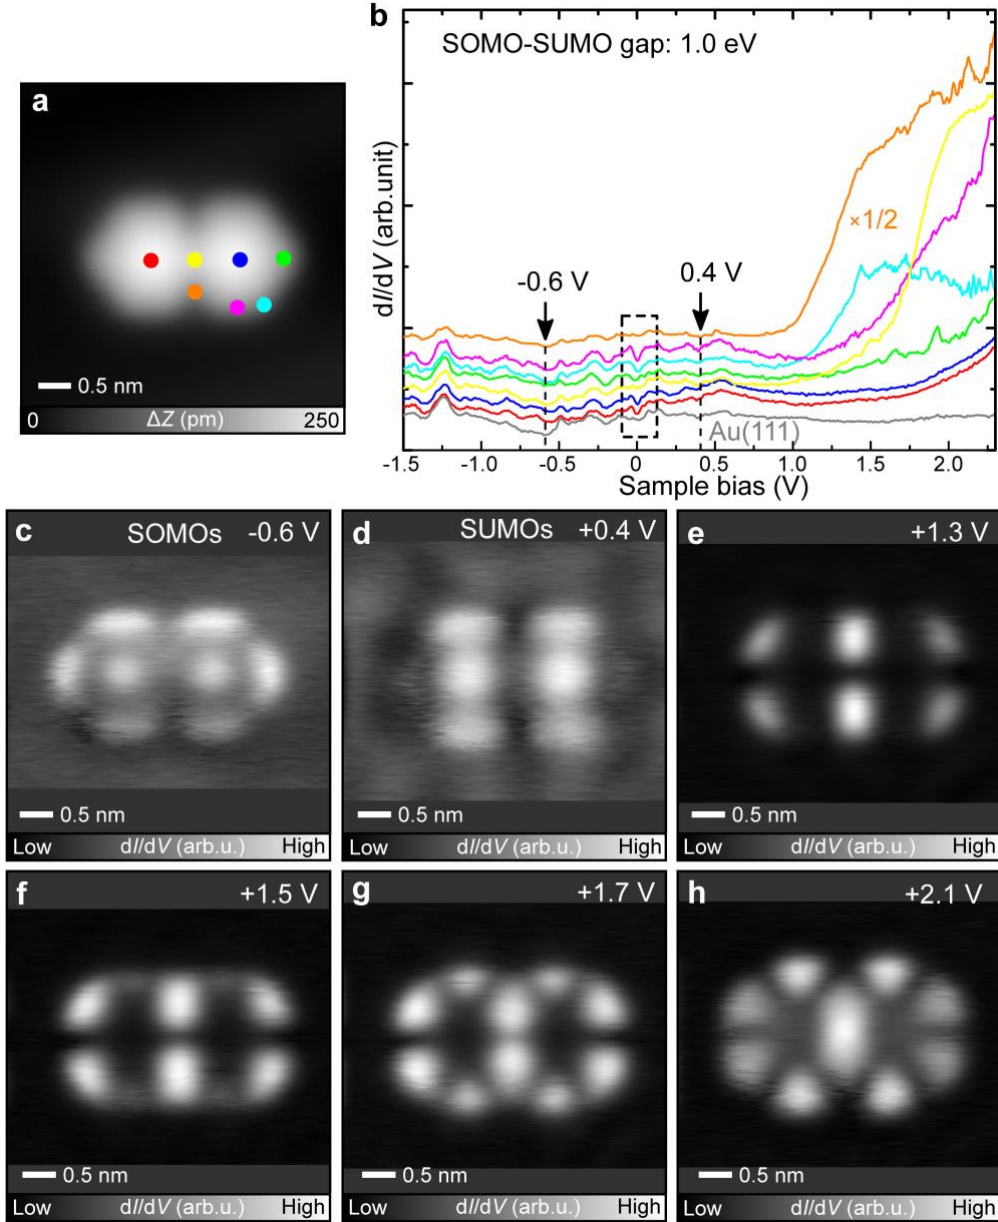 a
0.5 nm
0 ΔZ (pm) 250
b
SOMO-SUMO gap: 1.0 eV
dI/dV (arb.unit)
×1/2
-0.6 V
0.4 V
Au(111)
-1.5 -1.0 -0.5 0 0.5 1.0 1.5 2.0
Sample bias (V)
c SOMOs -0.6 V
0.5 nm
Low dI/dV (arb.u.) High
d SUMOs +0.4 V
0.5 nm
Low dI/dV (arb.u.) High
e +1.3 V
0.5 nm
Low dI/dV (arb.u.) High
f +1.5 V
0.5 nm
Low dI/dV (arb.u.) High
g +1.7 V
0.5 nm
Low dI/dV (arb.u.) High
h +2.1 V
0.5 nm
Low dI/dV (arb.u.) High